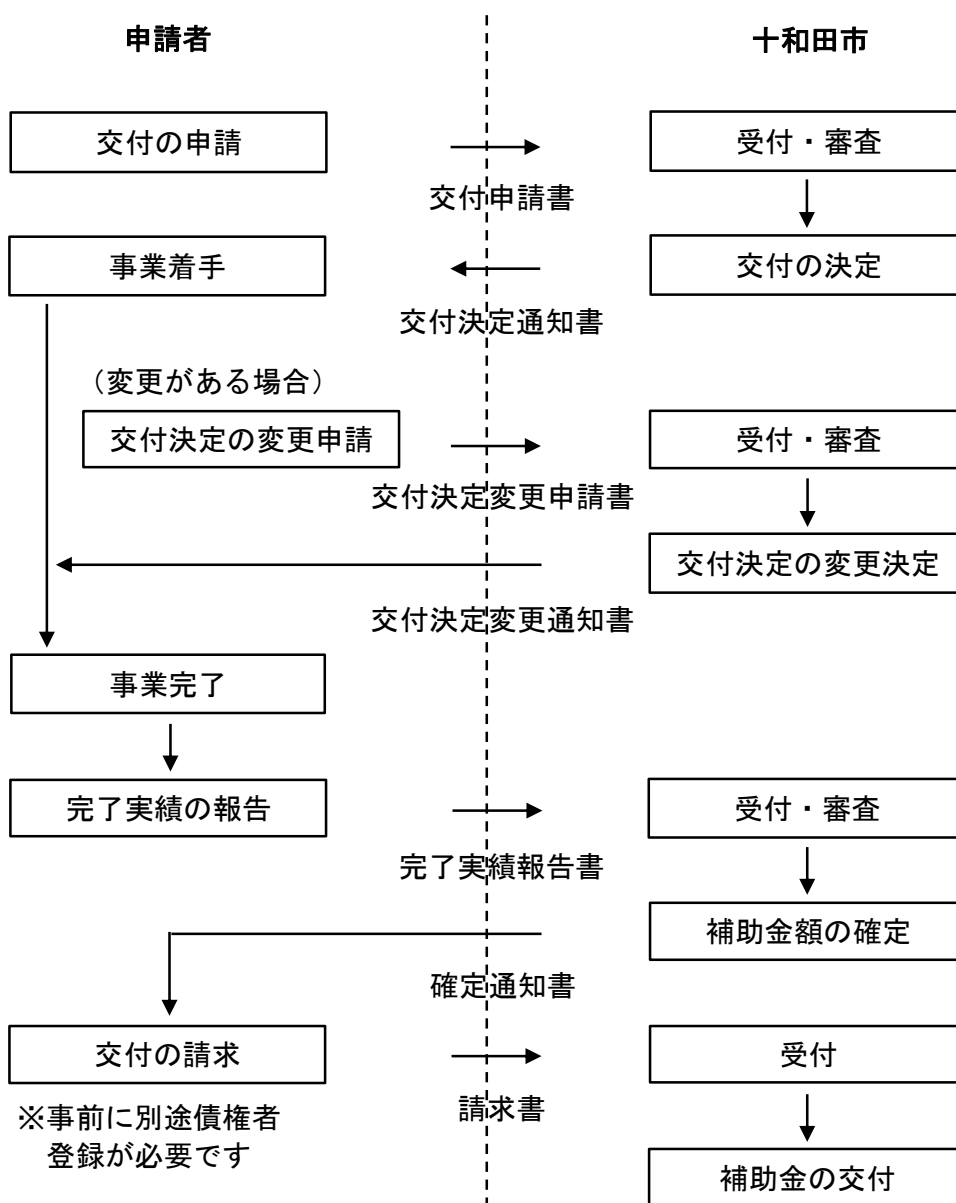 申請者
十和田市
交付の申請
受付・審査
交付申請書
事業着手
交付の決定
交付決定通知書
（変更がある場合）
交付決定の変更申請
受付・審査
交付決定変更申請書
交付決定の変更決定
交付決定変更通知書
事業完了
完了実績の報告
受付・審査
完了実績報告書
補助金額の確定
確定通知書
交付の請求
受付
請求書
※事前に別途債権者
登録が必要です
補助金の交付